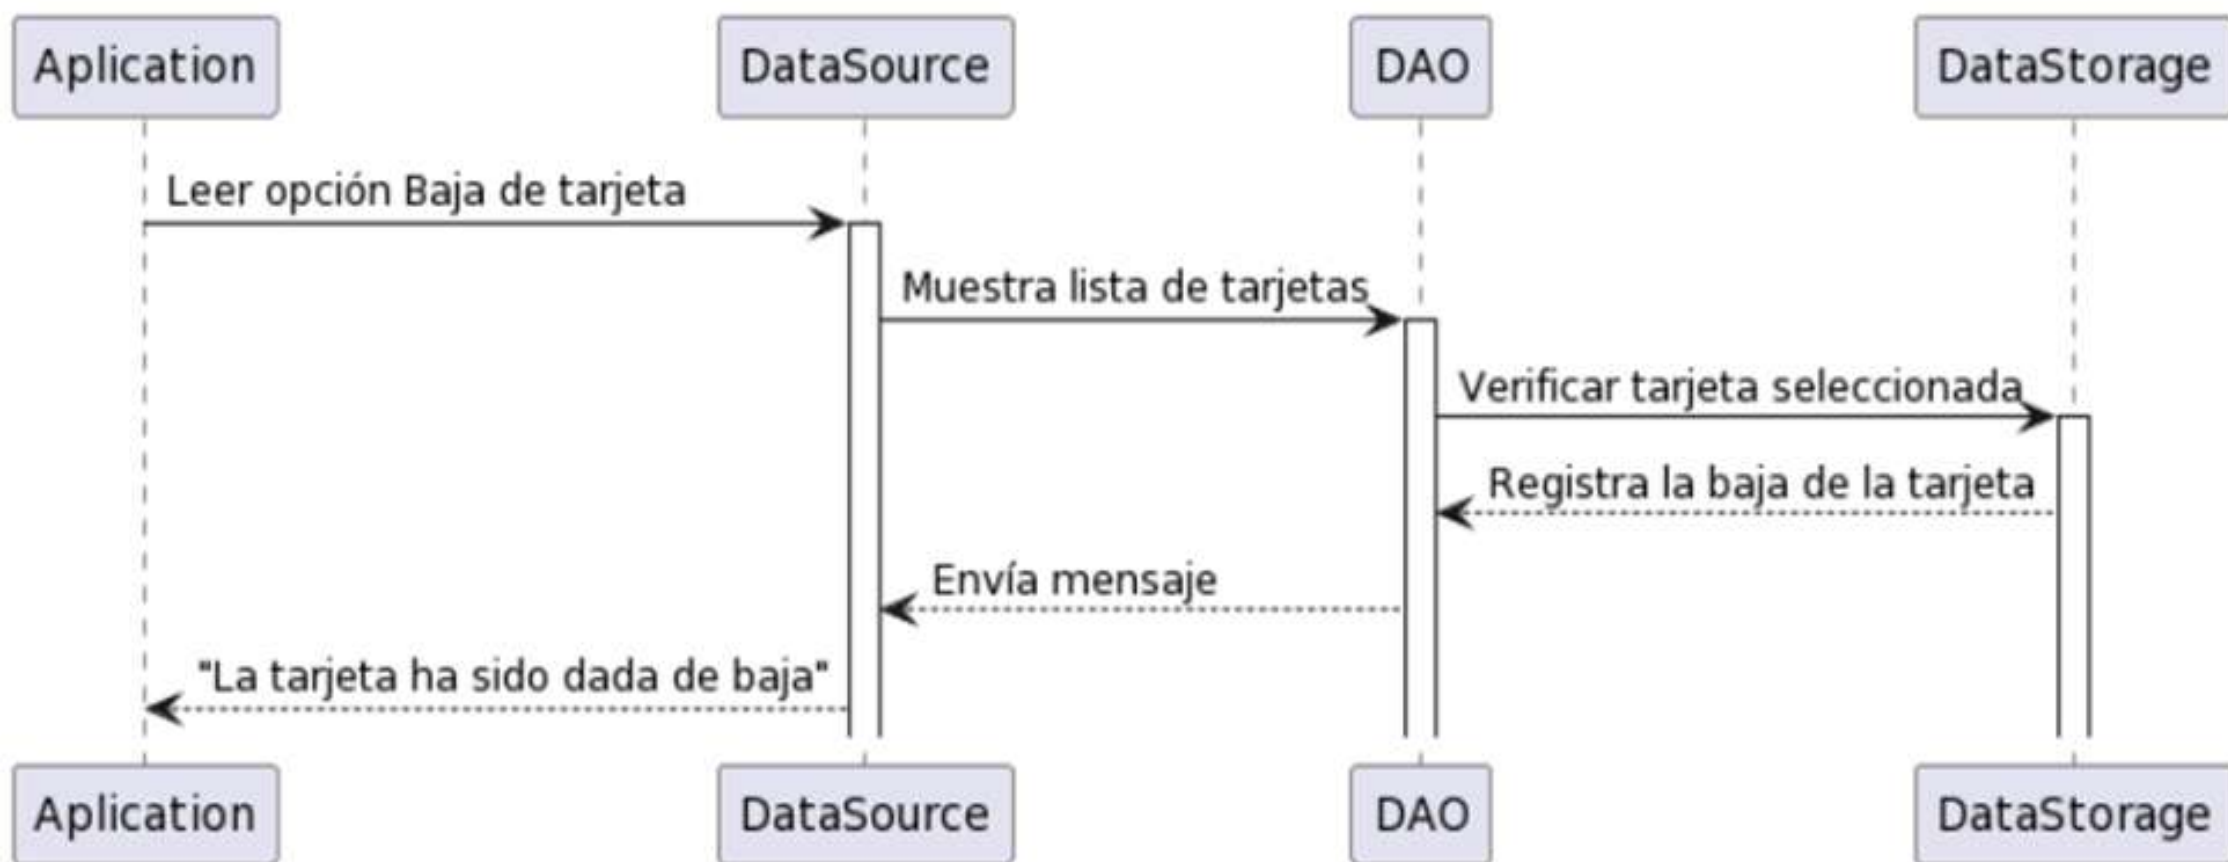 Aplication
DataSource
DAO
DataStorage
Leer opción Baja de tarjeta
Muestra lista de tarjetas
Verificar tarjeta seleccionada
Registra la baja de la tarjeta
Envía mensaje
"La tarjeta ha sido dada de baja"
Aplication
DataSource
DAO
DataStorage